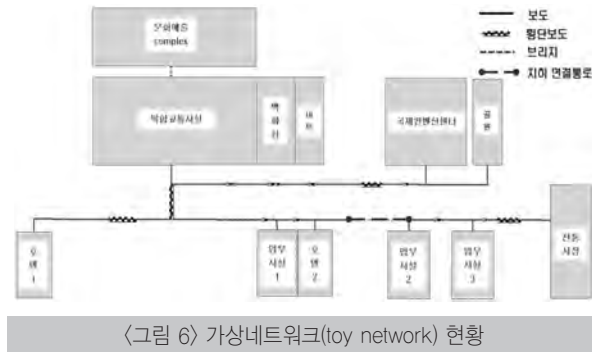 문화예술
complex
보도
횡단보도
브리지
지하 연결통로
복합교통시설
백
화
점
마
트
국제컨벤션센터
공
원
호
텔
1
업무
시설
1
호
텔
2
업무
시설
2
업무
시설
3
전통
시장
〈그림 6〉 가상네트워크(toy network) 현황